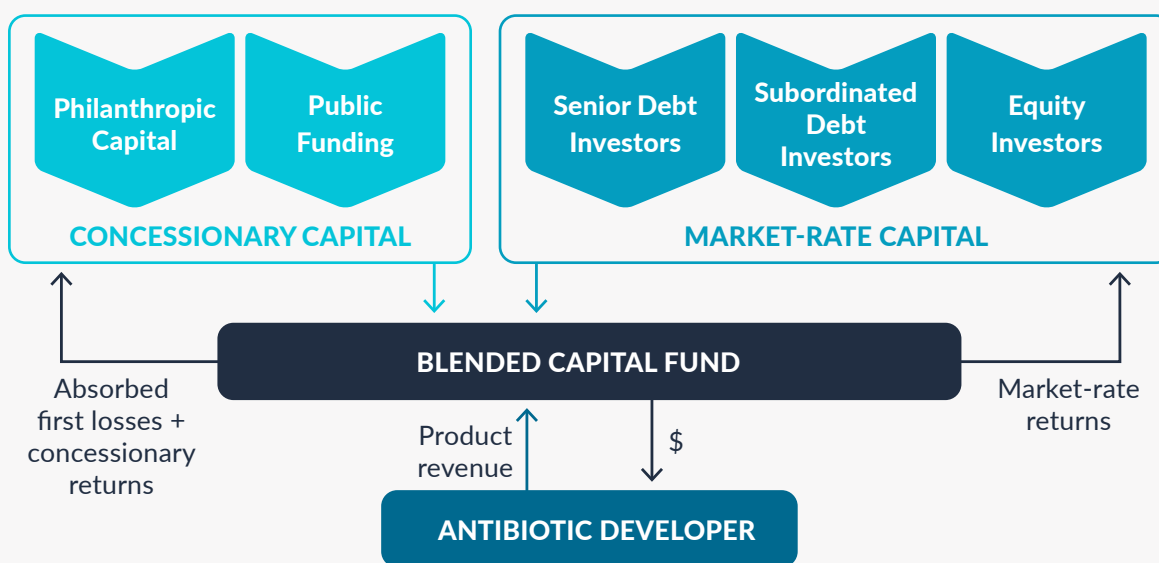 Philanthropic
Capital
Public
Funding
Senior Debt
Investors
Subordinated
Debt
Investors
Equity
Investors
CONCESSIONARY CAPITAL
MARKET-RATE CAPITAL
BLENDED CAPITAL FUND
Absorbed
first losses +
concessionary
returns
Product
revenue
$
Market-rate
returns
ANTIBIOTIC DEVELOPER